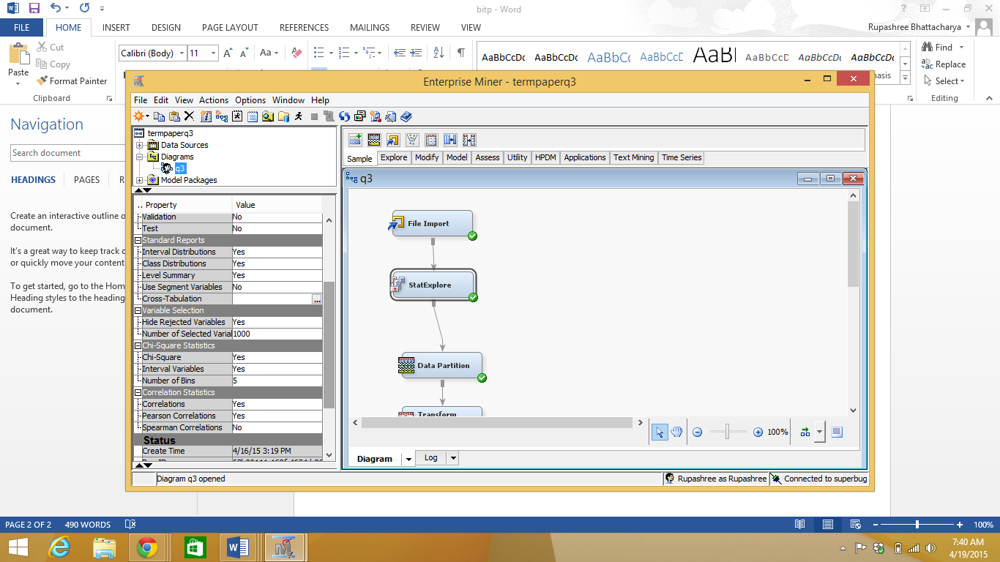 bitp - Word
FILE HOME INSERT DESIGN PAGE LAYOUT REFERENCES MAILINGS REVIEW VIEW
Rupashree Bhattacharya
Cut
Copy
Paste
Format Painter
Clipboard
Calibri (Body) 11
AaBbCcDc AaBbCcDc AaBbCc AaBbCcD AaBI AaBbCcD AaBbCcDc AaBbCcDc
Find
Replace
Select
Editing
Navigation
Search document
HEADINGS PAGES R
Create an interactive outline o
document.
It's a great way to keep track o
or quickly move your content
To get started, go to the Hom
Heading styles to the heading
document.
Enterprise Miner - termpaperq3
File Edit View Actions Options Window Help
termpaperq3
Data Sources
Diagrams
q3
Model Packages
.. Property Value
Validation No
Test No
Standard Reports
Interval Distributions Yes
Class Distributions Yes
Level Summary Yes
Use Segment Variables No
Cross-Tabulation ...
Variable Selection
Hide Rejected Variables Yes
Number of Selected Varial 1000
Chi-Square Statistics
Chi-Square Yes
Interval Variables Yes
Number of Bins 5
Correlation Statistics
Correlations Yes
Pearson Correlations Yes
Spearman Correlations No
Status
Create Time 4/16/15 3:19 PM
Sample Explore Modify Model Assess Utility HPDM Applications Text Mining Time Series
q3
File Import
StatExplore
Data Partition
Transform
100%
Diagram Log
Diagram q3 opened
Rupashree as Rupashree
Connected to superbug
PAGE 2 OF 2 490 WORDS
100%
7:40 AM
4/19/2015